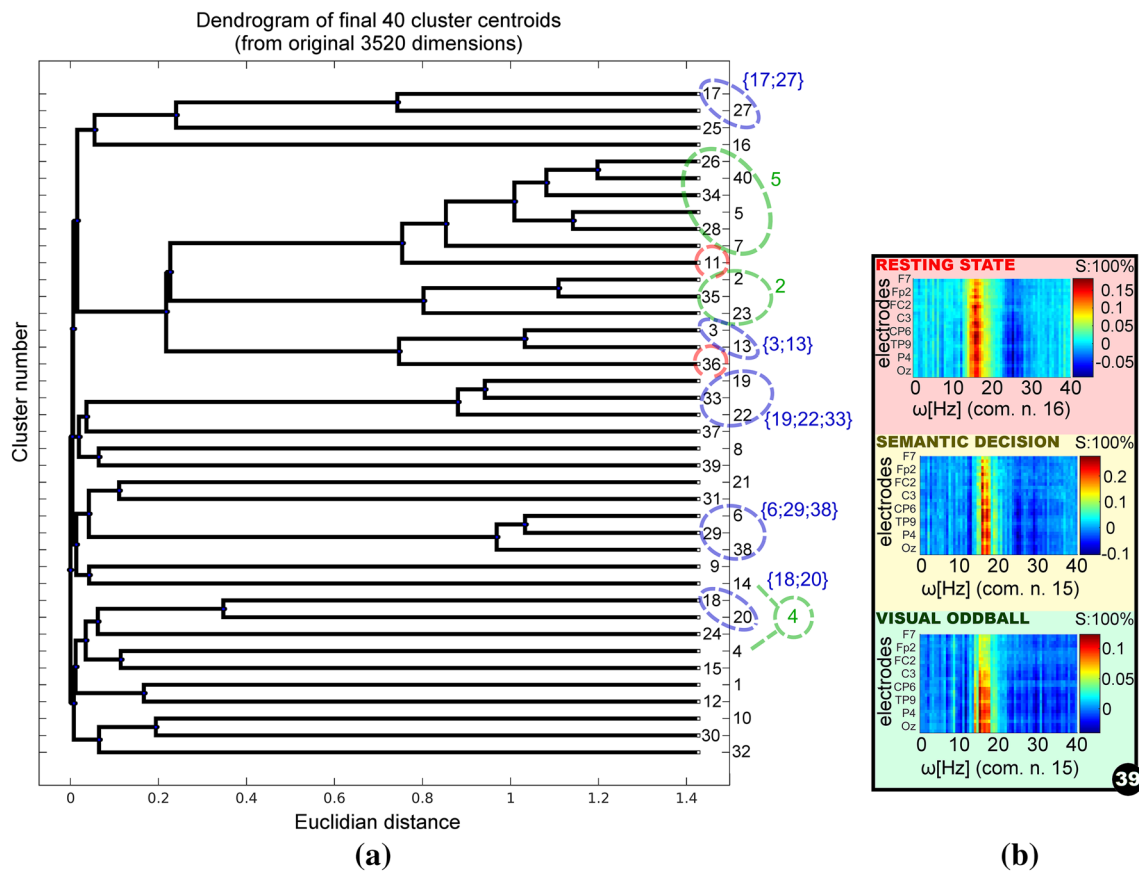 Dendrogram of final 40 cluster centroids
(from original 3520 dimensions)
Cluster number
17
27
25
16
26
40
34
5
28
7
11
2
35
23
3
13
36
19
33
22
37
8
39
21
31
6
29
38
9
14
18
20
24
4
15
1
12
10
30
32
{17;27}
5
2
{3;13}
{19;22;33}
{6;29;38}
{18;20}
4
0 0.2 0.4 0.6 0.8 1 1.2 1.4
Euclidian distance
(a)
RESTING STATE S:100%
electrodes
F7
Fp2
FC2
C3
CP6
TP9
P4
Oz
0.15
0.1
0.05
0
-0.05
0 10 20 30 40
ω[Hz] (com. n. 16)
SEMANTIC DECISION S:100%
electrodes
F7
Fp2
FC2
C3
CP6
TP9
P4
Oz
0.2
0.1
0
-0.1
0 10 20 30 40
ω[Hz] (com. n. 15)
VISUAL ODDBALL S:100%
electrodes
F7
Fp2
FC2
C3
CP6
TP9
P4
Oz
0.1
0.05
0
0 10 20 30 40
ω[Hz] (com. n. 15)
39
(b)